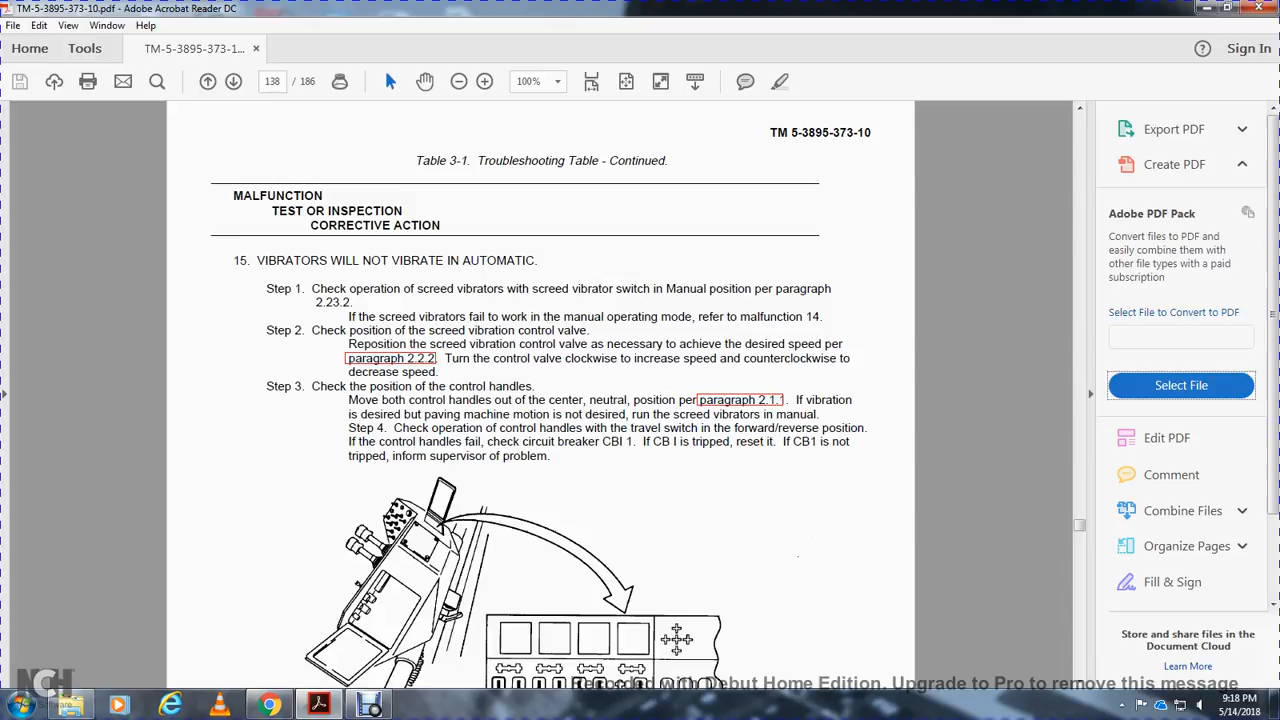 TM-5-3895-373-10.pdf - Adobe Acrobat Reader DC
File Edit View Window Help
Home Tools TM-5-3895-373-1... × Sign In
138 / 186 100%
TM 5-3895-373-10
Table 3-1. Troubleshooting Table - Continued.
MALFUNCTION
TEST OR INSPECTION
CORRECTIVE ACTION
15. VIBRATORS WILL NOT VIBRATE IN AUTOMATIC.
Step 1. Check operation of screed vibrators with screed vibrator switch in Manual position per paragraph
2.23.2.
If the screed vibrators fail to work in the manual operating mode, refer to malfunction 14.
Step 2. Check position of the screed vibration control valve.
Reposition the screed vibration control valve as necessary to achieve the desired speed per
paragraph 2.2.2. Turn the control valve clockwise to increase speed and counterclockwise to
decrease speed.
Step 3. Check the position of the control handles.
Move both control handles out of the center, neutral, position per paragraph 2.1.1. If vibration
is desired but paving machine motion is not desired, run the screed vibrators in manual.
Step 4. Check operation of control handles with the travel switch in the forward/reverse position.
If the control handles fail, check circuit breaker CBI 1. If CB I is tripped, reset it. If CB1 is not
tripped, inform supervisor of problem.
Export PDF
Create PDF
Adobe PDF Pack
Convert files to PDF and
easily combine them with
other file types with a paid
subscription
Select File to Convert to PDF
Select File
Edit PDF
Comment
Combine Files
Organize Pages
Fill & Sign
Store and share files in the
Document Cloud
Learn More
NCH
ware
Recorded with Debut Home Edition. Upgrade to Pro to remove this message
9:18 PM
5/14/2018